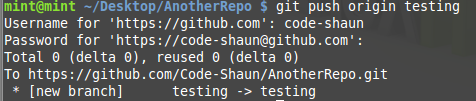 mint@mint ~/Desktop/AnotherRepo $ git push origin testing
Username for 'https://github.com': code-shaun
Password for 'https://code-shaun@github.com':
Total 0 (delta 0), reused 0 (delta 0)
To https://github.com/Code-Shaun/AnotherRepo.git
 * [new branch]      testing -> testing